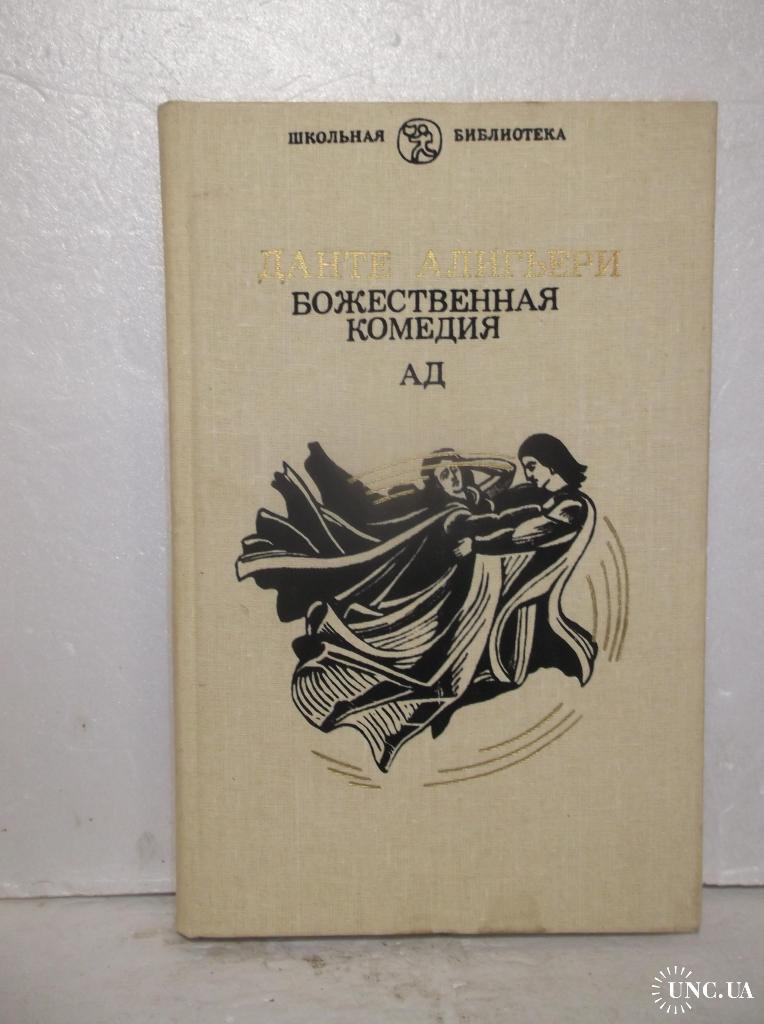 ШКОЛЬНАЯ БИБЛИОТЕКА
ДАНТЕ АЛИГЬЕРИ
БОЖЕСТВЕННАЯ
КОМЕДИЯ
АД
UNC.UA